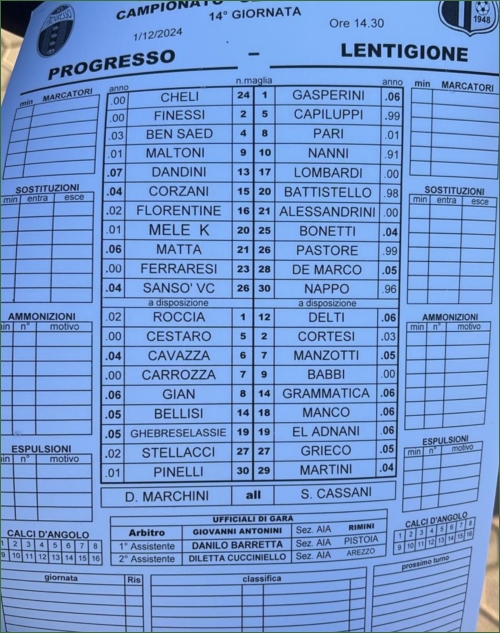 CAMPIONATO
14° GIORNATA
1948
1/12/2024
Ore 14.30
PROGRESSO – LENTIGIONE
min MARCATORI
anno n.maglia anno
min MARCATORI
.00 CHELI 24 1 GASPERINI .06
.00 FINESSI 2 5 CAPILUPPI .99
.03 BEN SAED 4 8 PARI .01
.01 MALTONI 9 10 NANNI .91
.07 DANDINI 13 17 LOMBARDI .00
.04 CORZANI 15 20 BATTISTELLO .98
.02 FLORENTINE 16 21 ALESSANDRINI .00
.01 MELE K 20 25 BONETTI .04
.06 MATTA 21 26 PASTORE .99
.00 FERRARESI 23 28 DE MARCO .05
.04 SANSO' VC 26 30 NAPPO .96
a disposizione a disposizione
.02 ROCCIA 1 12 DELTI .06
.00 CESTARO 5 2 CORTESI .03
.04 CAVAZZA 6 7 MANZOTTI .05
.00 CARROZZA 7 9 BABBI .00
.06 GIAN 8 14 GRAMMATICA .06
.05 BELLISI 14 18 MANCO .06
.05 GHEBRESELASSIE 19 19 EL ADNANI .06
.02 STELLACCI 27 27 GRIECO .05
.01 PINELLI 30 29 MARTINI .04
D. MARCHINI all S. CASSANI
SOSTITUZIONI
min entra esce
SOSTITUZIONI
min entra esce
AMMONIZIONI
min n° motivo
AMMONIZIONI
min n° motivo
ESPULSIONI
min n° motivo
ESPULSIONI
min n° motivo
UFFICIALI DI GARA
Arbitro GIOVANNI ANTONINI Sez. AIA RIMINI
1° Assistente DANILO BARRETTA Sez. AIA PISTOIA
2° Assistente DILETTA CUCCINIELLO Sez. AIA AREZZO
CALCI D'ANGOLO
1 2 3 4 5 6 7 8
9 10 11 12 13 14 15 16
CALCI D'ANGOLO
1 2 3 4 5 6 7 8
9 10 11 12 13 14 15 16
giornata Ris classifica prossimo turno